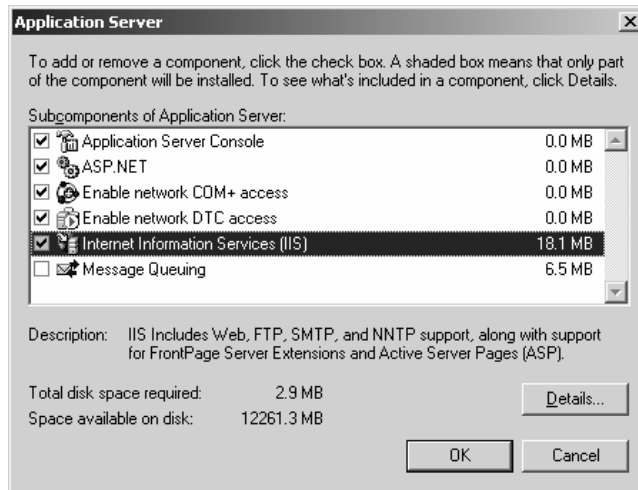 Application Server
To add or remove a component, click the check box. A shaded box means that only part
of the component will be installed. To see what's included in a component, click Details.
Subcomponents of Application Server:
Application Server Console 0.0 MB
ASP.NET 0.0 MB
Enable network COM+ access 0.0 MB
Enable network DTC access 0.0 MB
Internet Information Services (IIS) 18.1 MB
Message Queuing 6.5 MB
Description: IIS Includes Web, FTP, SMTP, and NNTP support, along with support
for FrontPage Server Extensions and Active Server Pages (ASP).
Total disk space required: 2.9 MB
Details...
Space available on disk: 12261.3 MB
OK Cancel